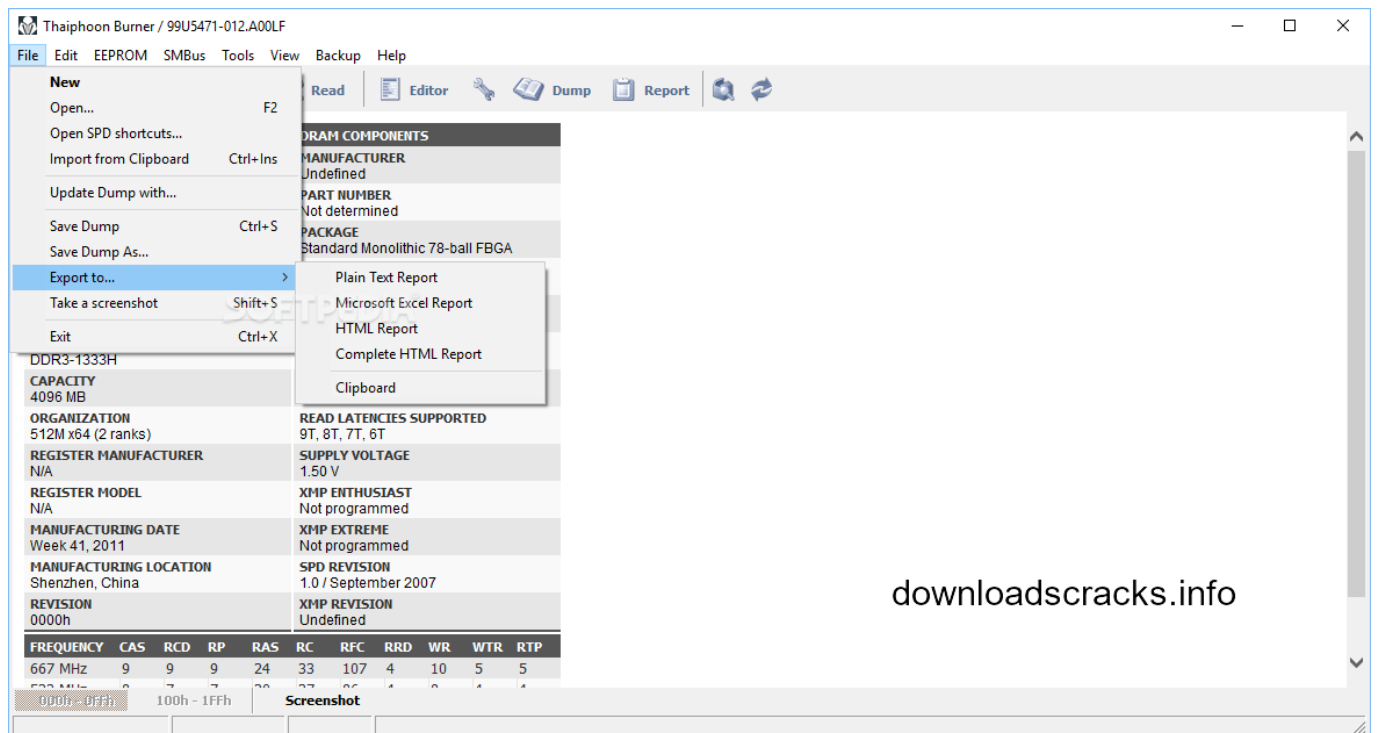 Thaiphoon Burner / 99U5471-012.A00LF
File Edit EEPROM SMBus Tools View Backup Help
New
Open... F2
Open SPD shortcuts...
Import from Clipboard Ctrl+Ins
Update Dump with...
Save Dump Ctrl+S
Save Dump As...
Export to...
Take a screenshot Shift+S
Exit Ctrl+X
Plain Text Report
Microsoft Excel Report
HTML Report
Complete HTML Report
Clipboard
SOFTPEDIA
Read Editor Dump Report
DRAM COMPONENTS
MANUFACTURER
Undefined
PART NUMBER
Not determined
PACKAGE
Standard Monolithic 78-ball FBGA
DDR3-1333H
CAPACITY
4096 MB
ORGANIZATION READ LATENCIES SUPPORTED
512M x64 (2 ranks) 9T, 8T, 7T, 6T
REGISTER MANUFACTURER SUPPLY VOLTAGE
N/A 1.50 V
REGISTER MODEL XMP ENTHUSIAST
N/A Not programmed
MANUFACTURING DATE XMP EXTREME
Week 41, 2011 Not programmed
MANUFACTURING LOCATION SPD REVISION
Shenzhen, China 1.0 / September 2007
REVISION XMP REVISION
0000h Undefined
FREQUENCY CAS RCD RP RAS RC RFC RRD WR WTR RTP
667 MHz 9 9 9 24 33 107 4 10 5 5
downloadscracks.info
000h - 0FFh 100h - 1FFh Screenshot